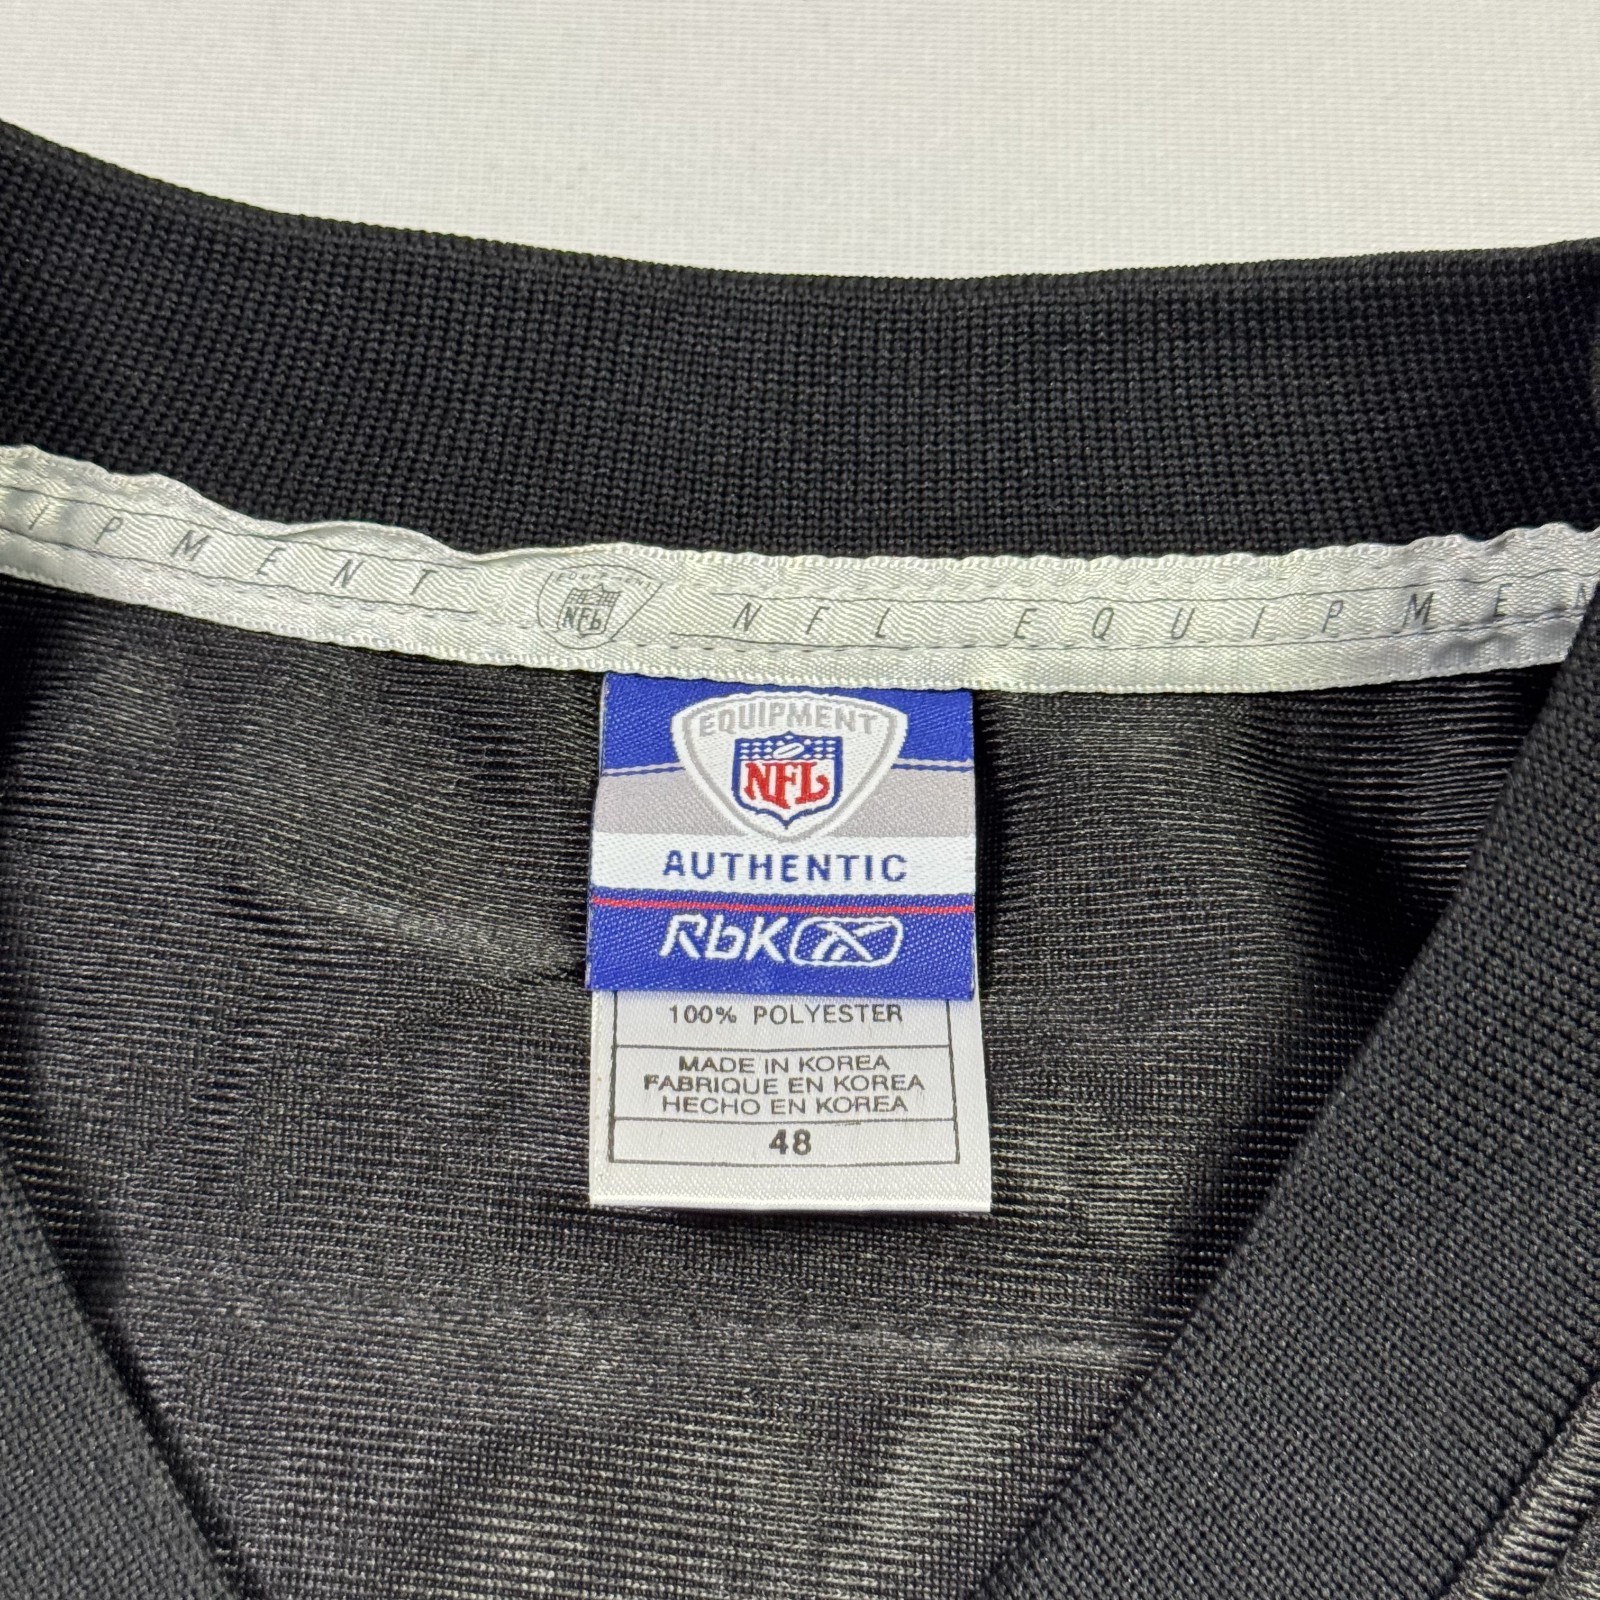 IPMENT EQUIPMENT NFL NFL EQUIPMEN
EQUIPMENT
NFL
AUTHENTIC
RbK
100% POLYESTER
MADE IN KOREA
FABRIQUE EN KOREA
HECHO EN KOREA
48